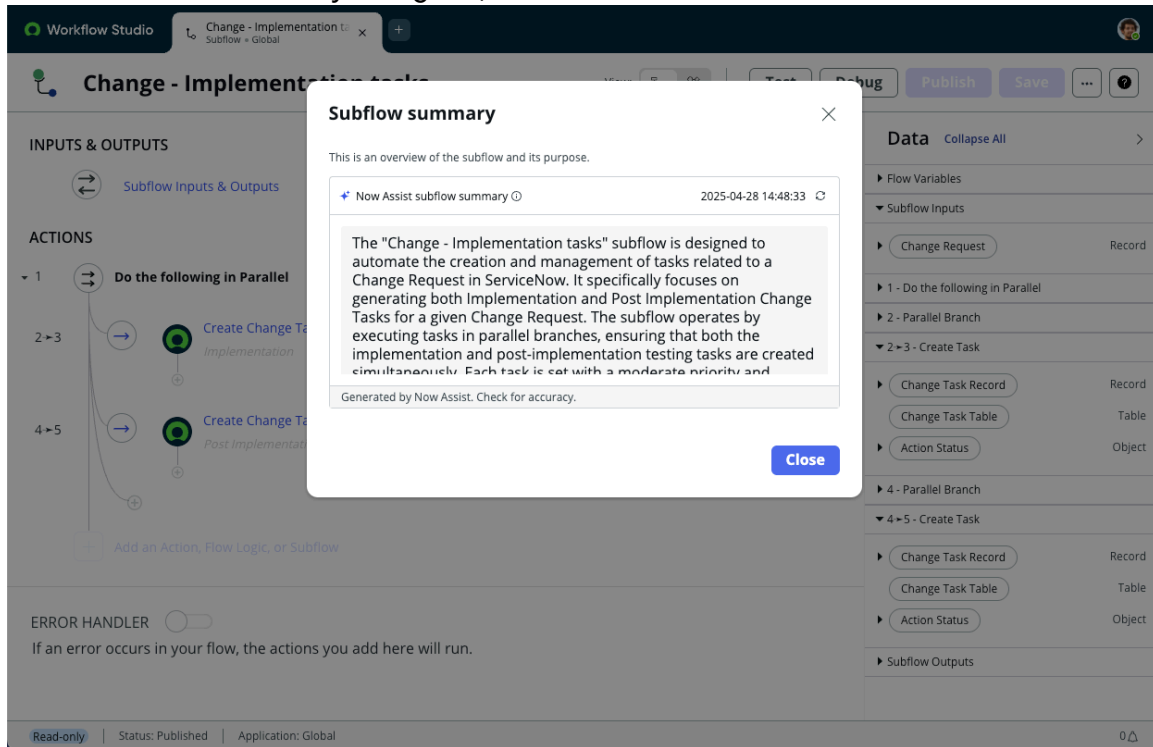 Workflow Studio
Change - Implementation ta
Subflow • Global
Change - Implementation tasks
View:
Test
Debug
Publish
Save
INPUTS & OUTPUTS
Subflow Inputs & Outputs
ACTIONS
1
Do the following in Parallel
2
3
Create Change Ta
Implementation
4
5
Create Change Ta
Post Implementati
Add an Action, Flow Logic, or Subflow
ERROR HANDLER
If an error occurs in your flow, the actions you add here will run.
Subflow summary
This is an overview of the subflow and its purpose.
Now Assist subflow summary
2025-04-28 14:48:33
The "Change - Implementation tasks" subflow is designed to
automate the creation and management of tasks related to a
Change Request in ServiceNow. It specifically focuses on
generating both Implementation and Post Implementation Change
Tasks for a given Change Request. The subflow operates by
executing tasks in parallel branches, ensuring that both the
implementation and post-implementation testing tasks are created
simultaneously. Each task is set with a moderate priority and
Generated by Now Assist. Check for accuracy.
Close
Data Collapse All
Flow Variables
Subflow Inputs
Change Request Record
1 - Do the following in Parallel
2 - Parallel Branch
2➛3 - Create Task
Change Task Record Record
Change Task Table Table
Action Status Object
4 - Parallel Branch
4➛5 - Create Task
Change Task Record Record
Change Task Table Table
Action Status Object
Subflow Outputs
Read-only
Status: Published
Application: Global
0